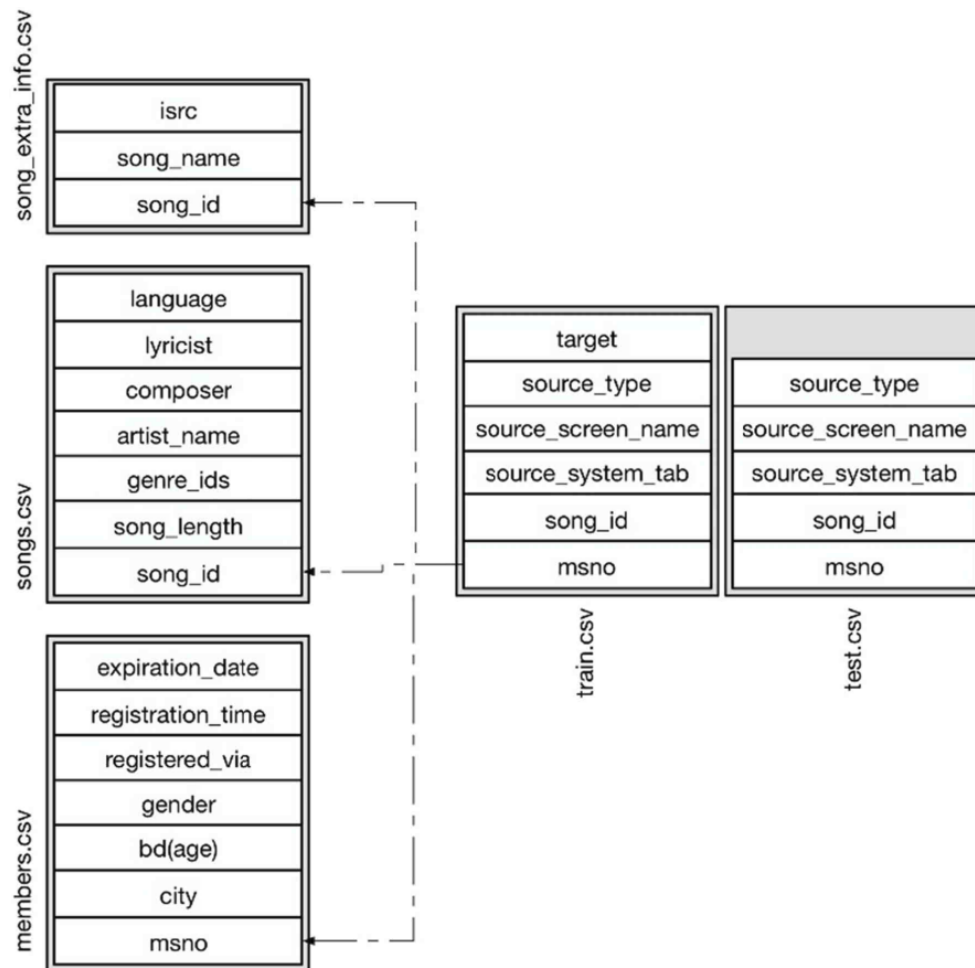 song_extra_info.csv
isrc
song_name
song_id
songs.csv
language
lyricist
composer
artist_name
genre_ids
song_length
song_id
members.csv
expiration_date
registration_time
registered_via
gender
bd(age)
city
msno
target
source_type
source_screen_name
source_system_tab
song_id
msno
train.csv
source_type
source_screen_name
source_system_tab
song_id
msno
test.csv